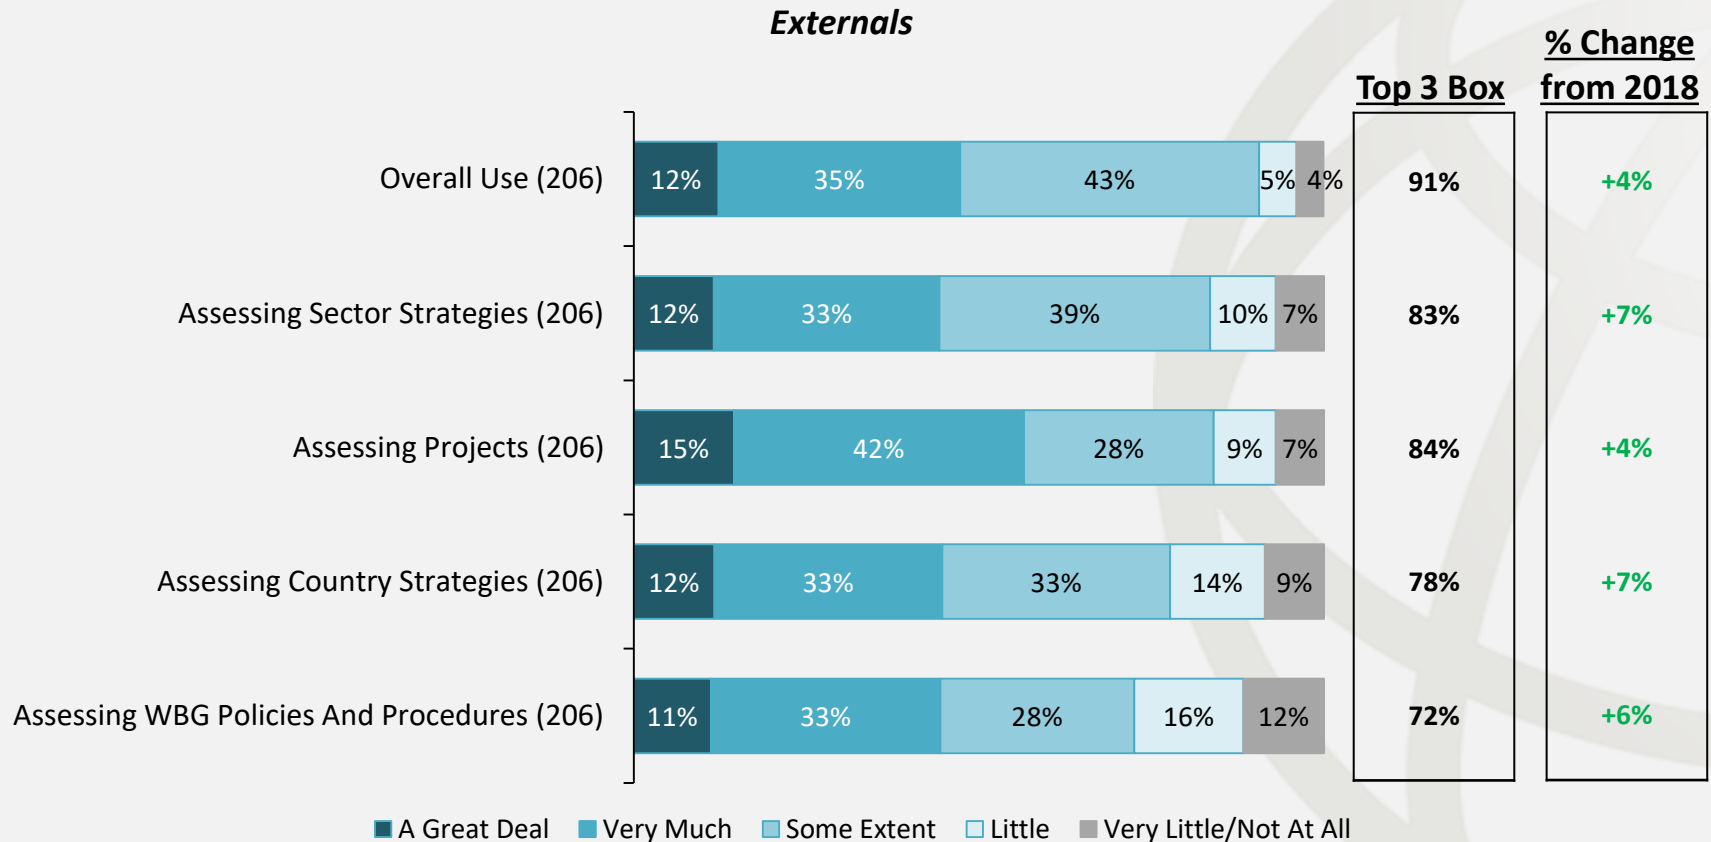 Externals
% Change
Top 3 Box from 2018
Overall Use (206) 12% 35% 43% 5% 4% 91% +4%
Assessing Sector Strategies (206) 12% 33% 39% 10% 7% 83% +7%
Assessing Projects (206) 15% 42% 28% 9% 7% 84% +4%
Assessing Country Strategies (206) 12% 33% 33% 14% 9% 78% +7%
Assessing WBG Policies And Procedures (206) 11% 33% 28% 16% 12% 72% +6%
A Great Deal Very Much Some Extent Little Very Little/Not At All